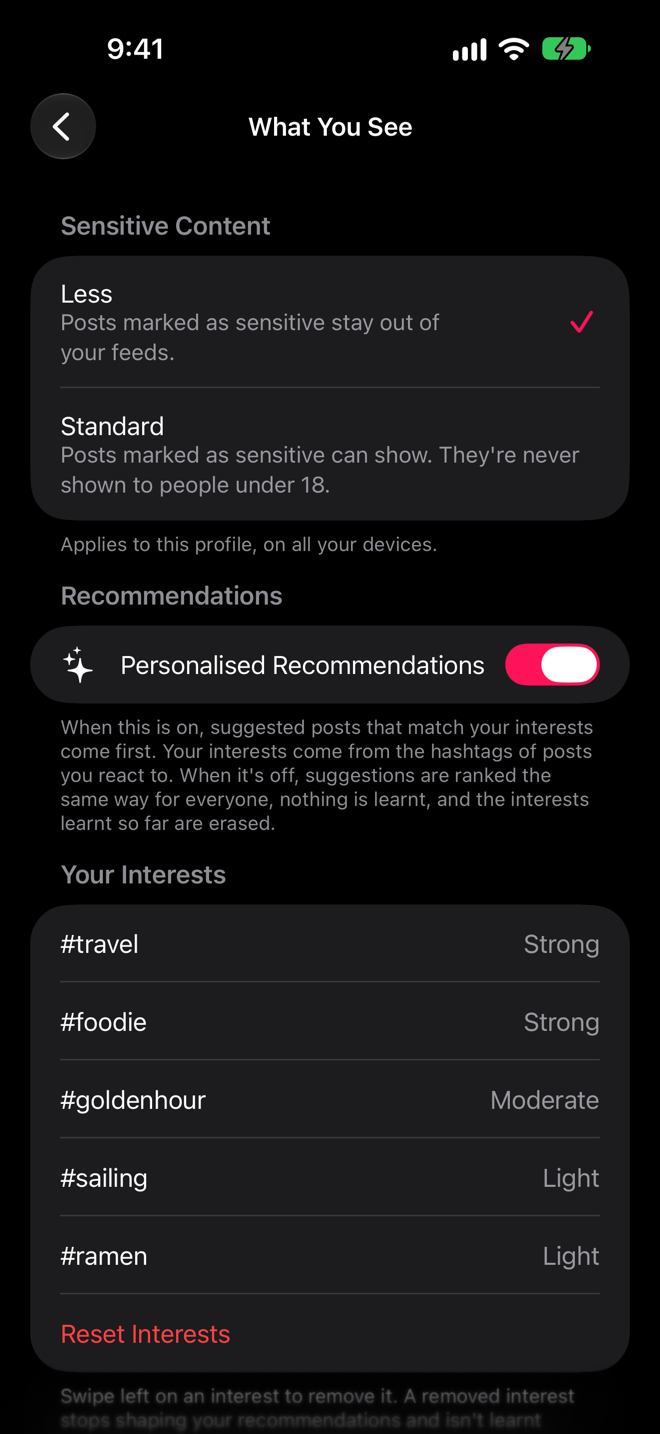 9:41
What You See
Sensitive Content
Less
Posts marked as sensitive stay out of
your feeds.
Standard
Posts marked as sensitive can show. They're never
shown to people under 18.
Applies to this profile, on all your devices.
Recommendations
Personalised Recommendations
When this is on, suggested posts that match your interests
come first. Your interests come from the hashtags of posts
you react to. When it's off, suggestions are ranked the
same way for everyone, nothing is learnt, and the interests
learnt so far are erased.
Your Interests
#travel Strong
#foodie Strong
#goldenhour Moderate
#sailing Light
#ramen Light
Reset Interests
Swipe left on an interest to remove it. A removed interest
stops shaping your recommendations and isn't learnt